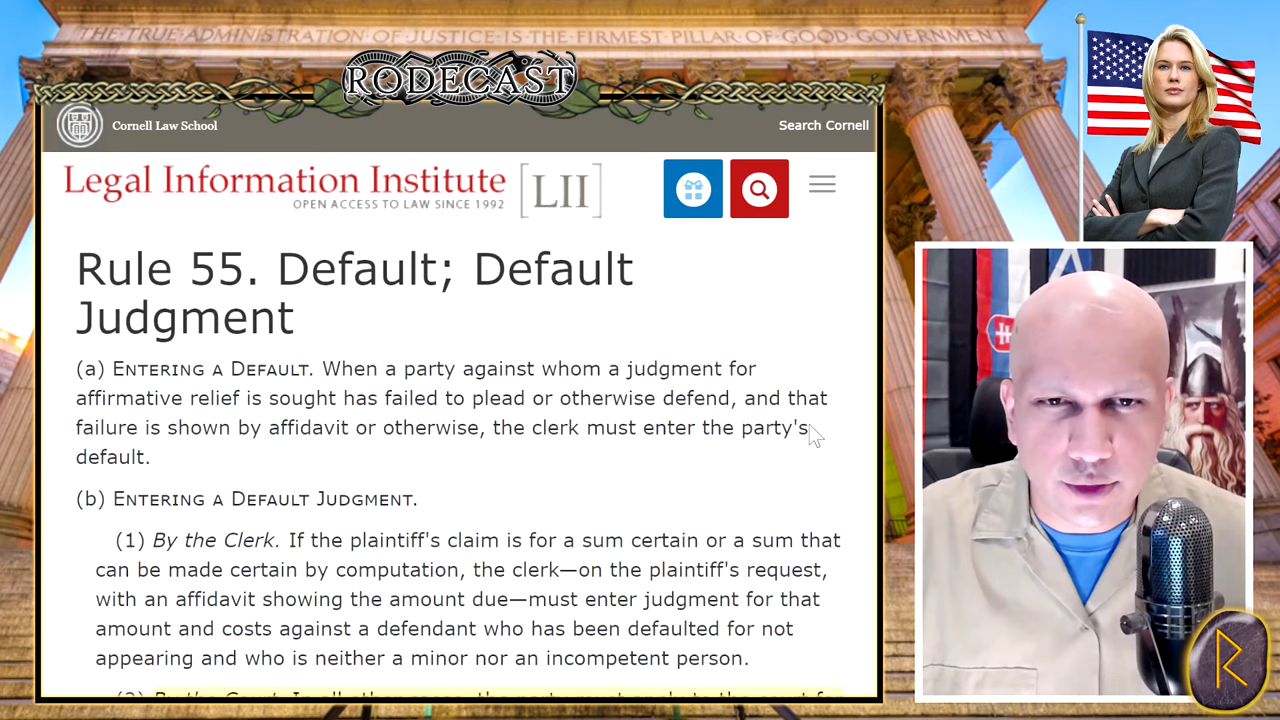 THE TRUE ADMINISTRATION OF JUSTICE IS THE FIRMEST PILLAR OF GOOD GOVERNMENT
RODECAST
Cornell Law School
Search Cornell
Legal Information Institute
OPEN ACCESS TO LAW SINCE 1992
[LII]
Rule 55. Default; Default
Judgment
(a) Entering a Default. When a party against whom a judgment for
affirmative relief is sought has failed to plead or otherwise defend, and that
failure is shown by affidavit or otherwise, the clerk must enter the party's
default.
(b) Entering a Default Judgment.
(1) By the Clerk. If the plaintiff's claim is for a sum certain or a sum that
can be made certain by computation, the clerk—on the plaintiff's request,
with an affidavit showing the amount due—must enter judgment for that
amount and costs against a defendant who has been defaulted for not
appearing and who is neither a minor nor an incompetent person.